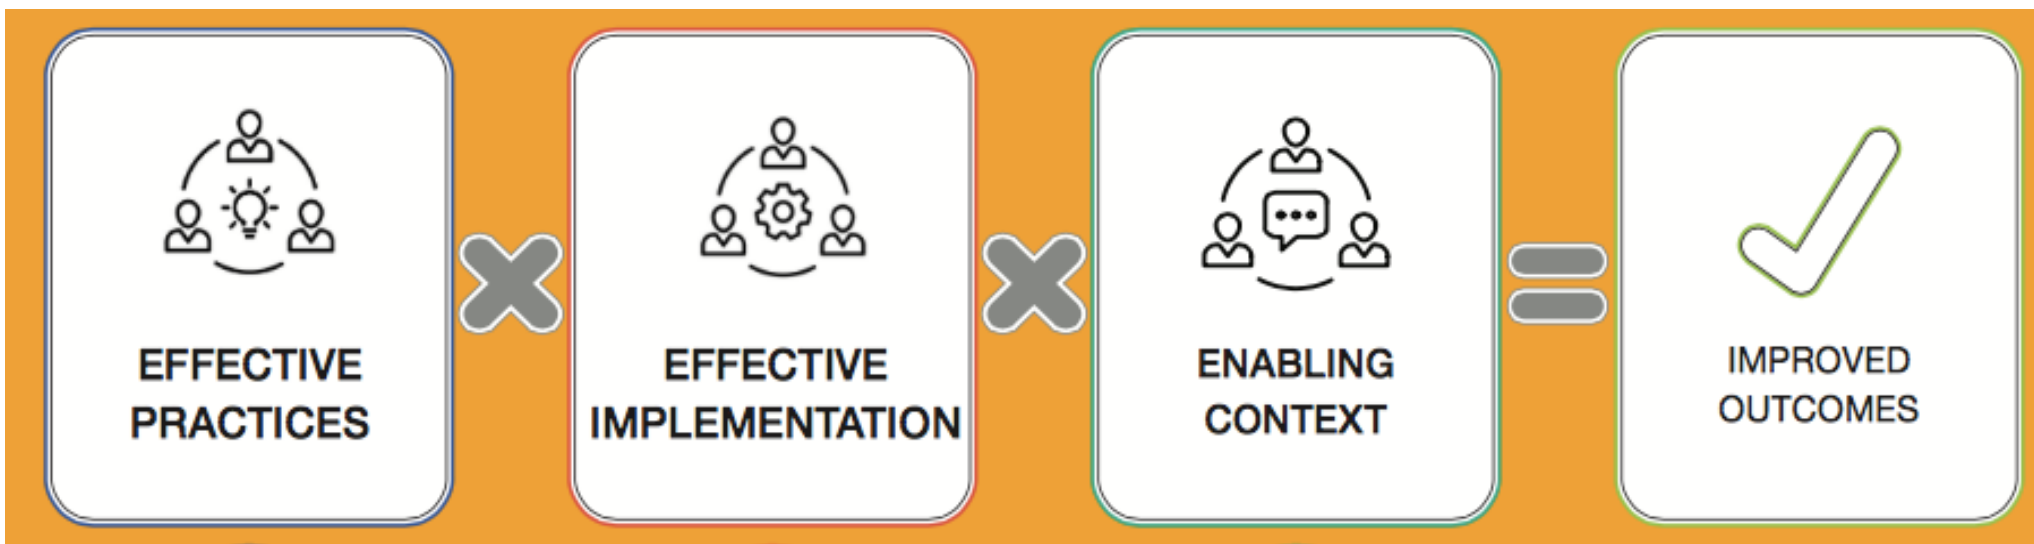 EFFECTIVE
PRACTICES
EFFECTIVE
IMPLEMENTATION
ENABLING
CONTEXT
IMPROVED
OUTCOMES